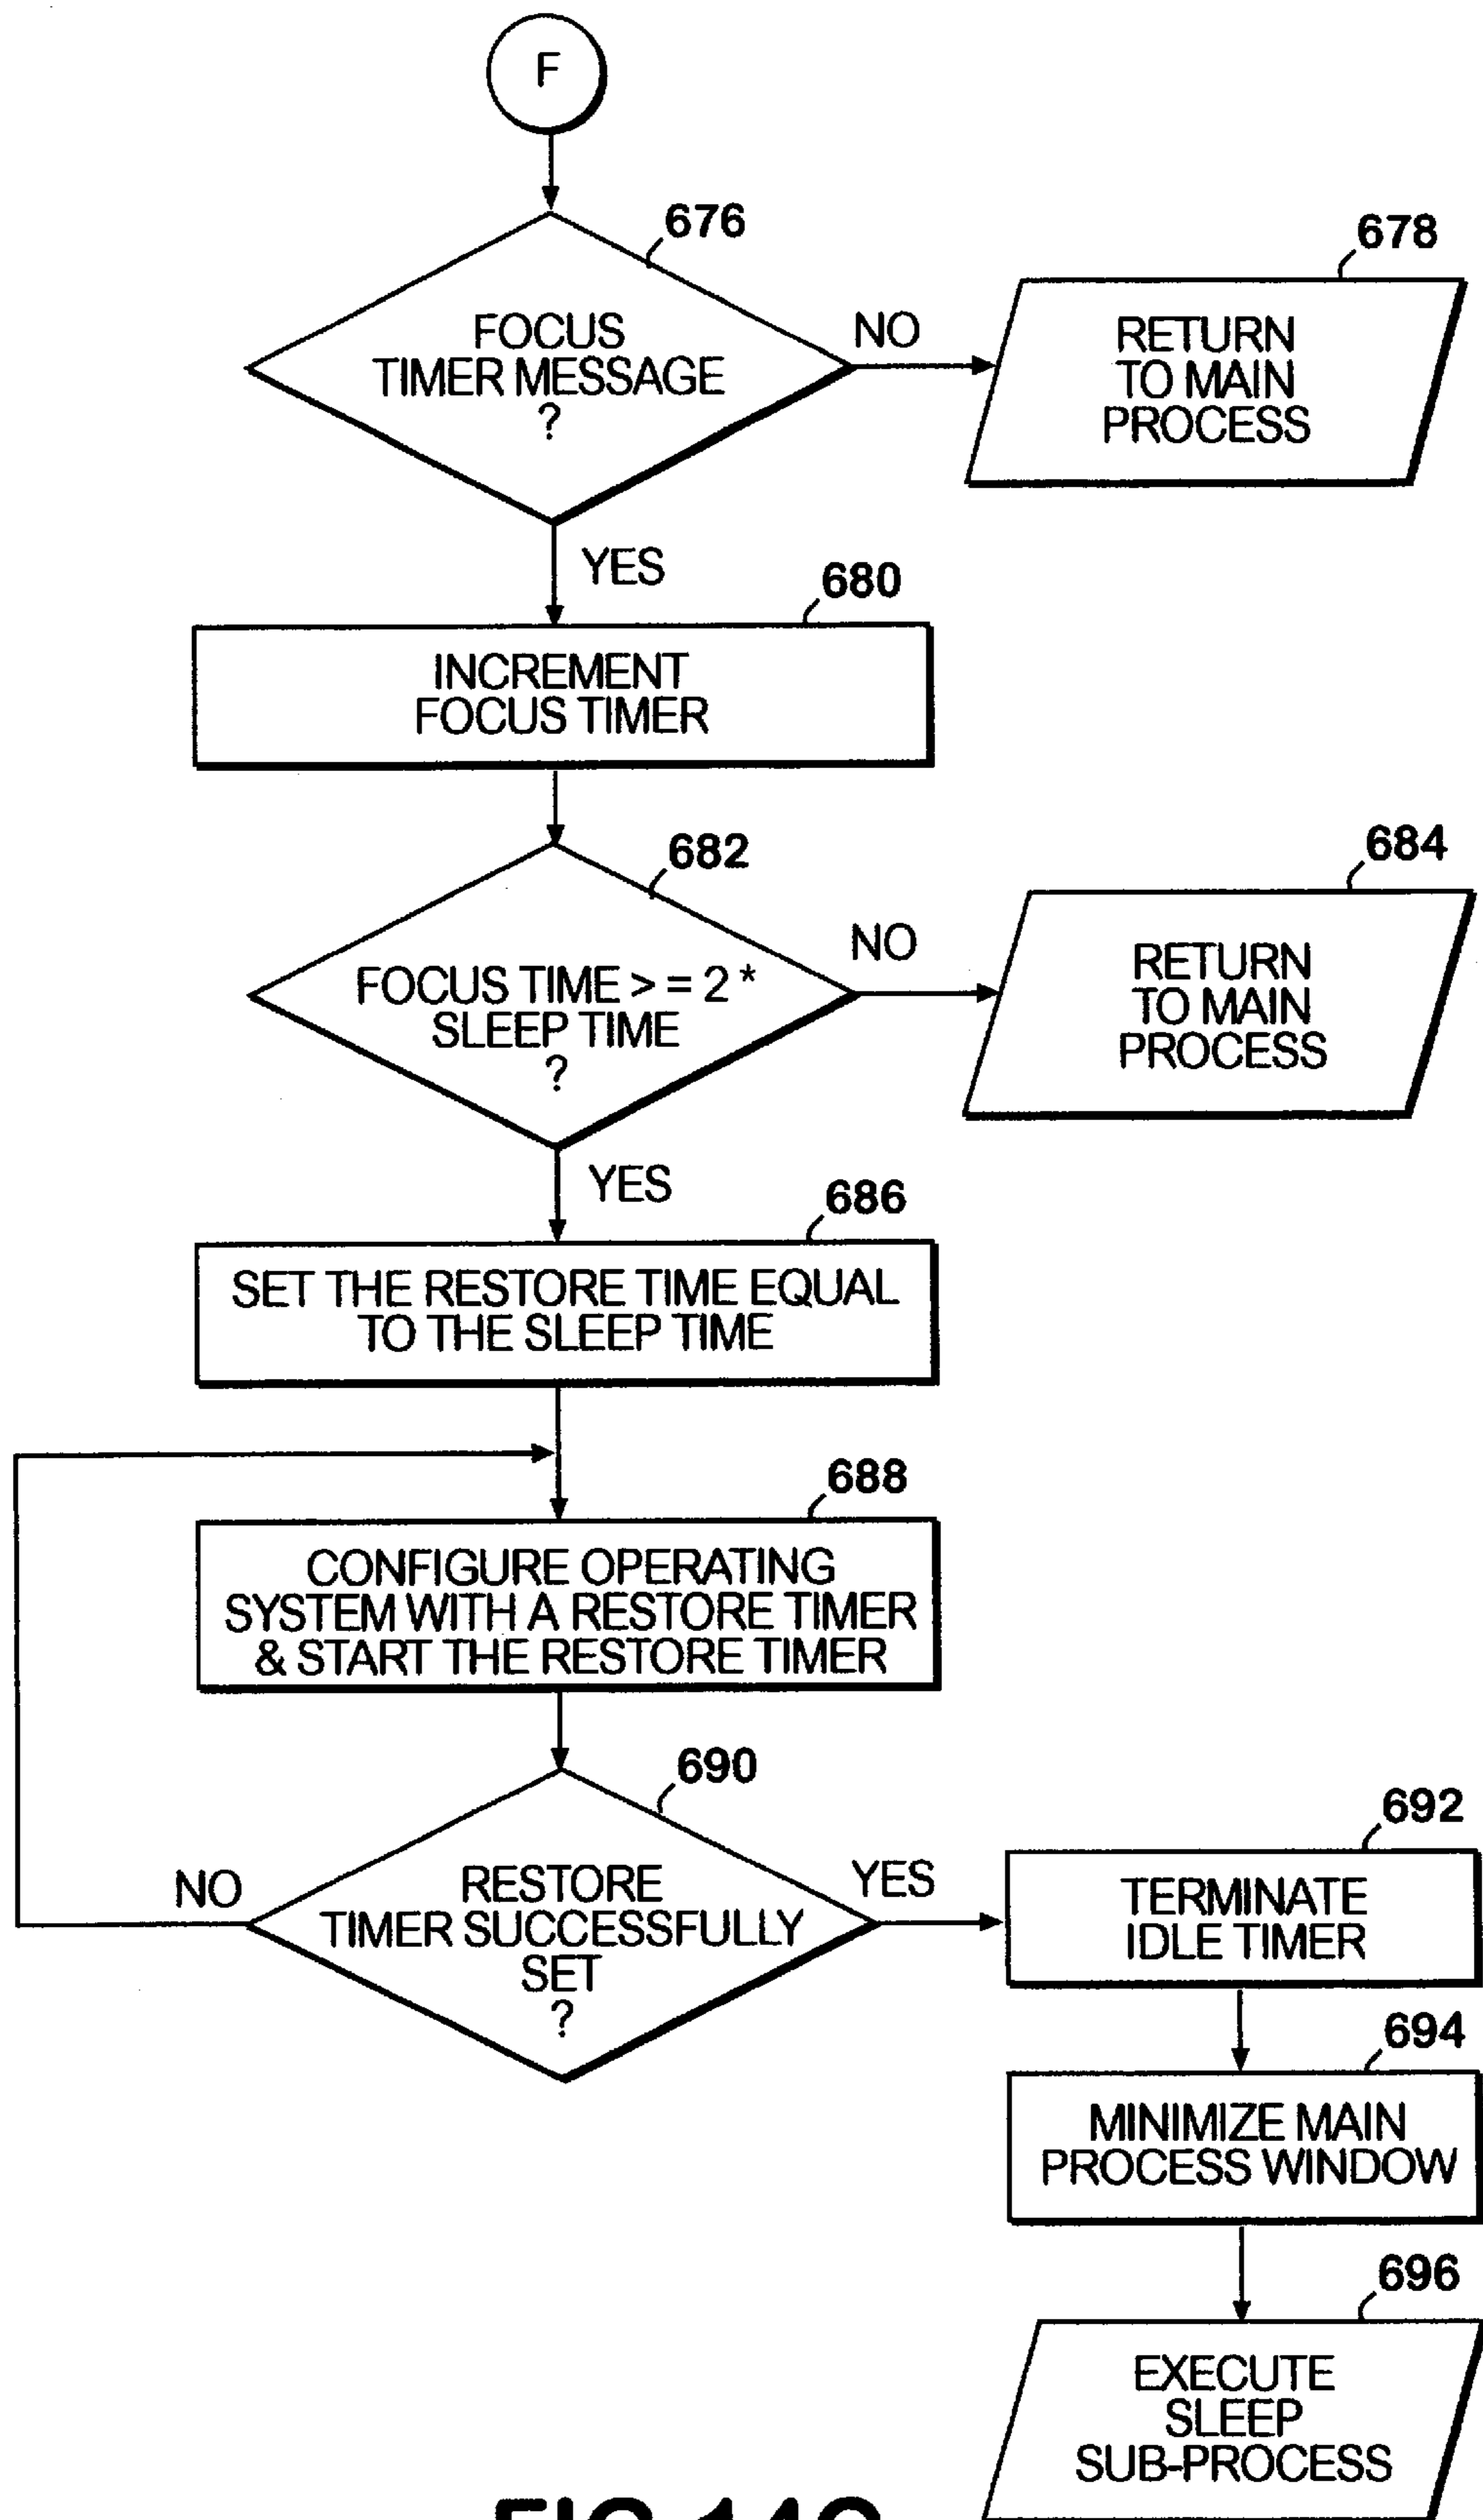 F
676
FOCUS
TIMER MESSAGE
?
NO
678
RETURN
TO MAIN
PROCESS
YES
680
INCREMENT
FOCUS TIMER
682
FOCUS TIME > = 2 *
SLEEP TIME
?
NO
684
RETURN
TO MAIN
PROCESS
YES
686
SET THE RESTORE TIME EQUAL
TO THE SLEEP TIME
688
CONFIGURE OPERATING
SYSTEM WITH A RESTORE TIMER
& START THE RESTORE TIMER
690
RESTORE
TIMER SUCCESSFULLY
SET
?
NO
YES
692
TERMINATE
IDLE TIMER
694
MINIMIZE MAIN
PROCESS WINDOW
696
EXECUTE
SLEEP
SUB-PROCESS